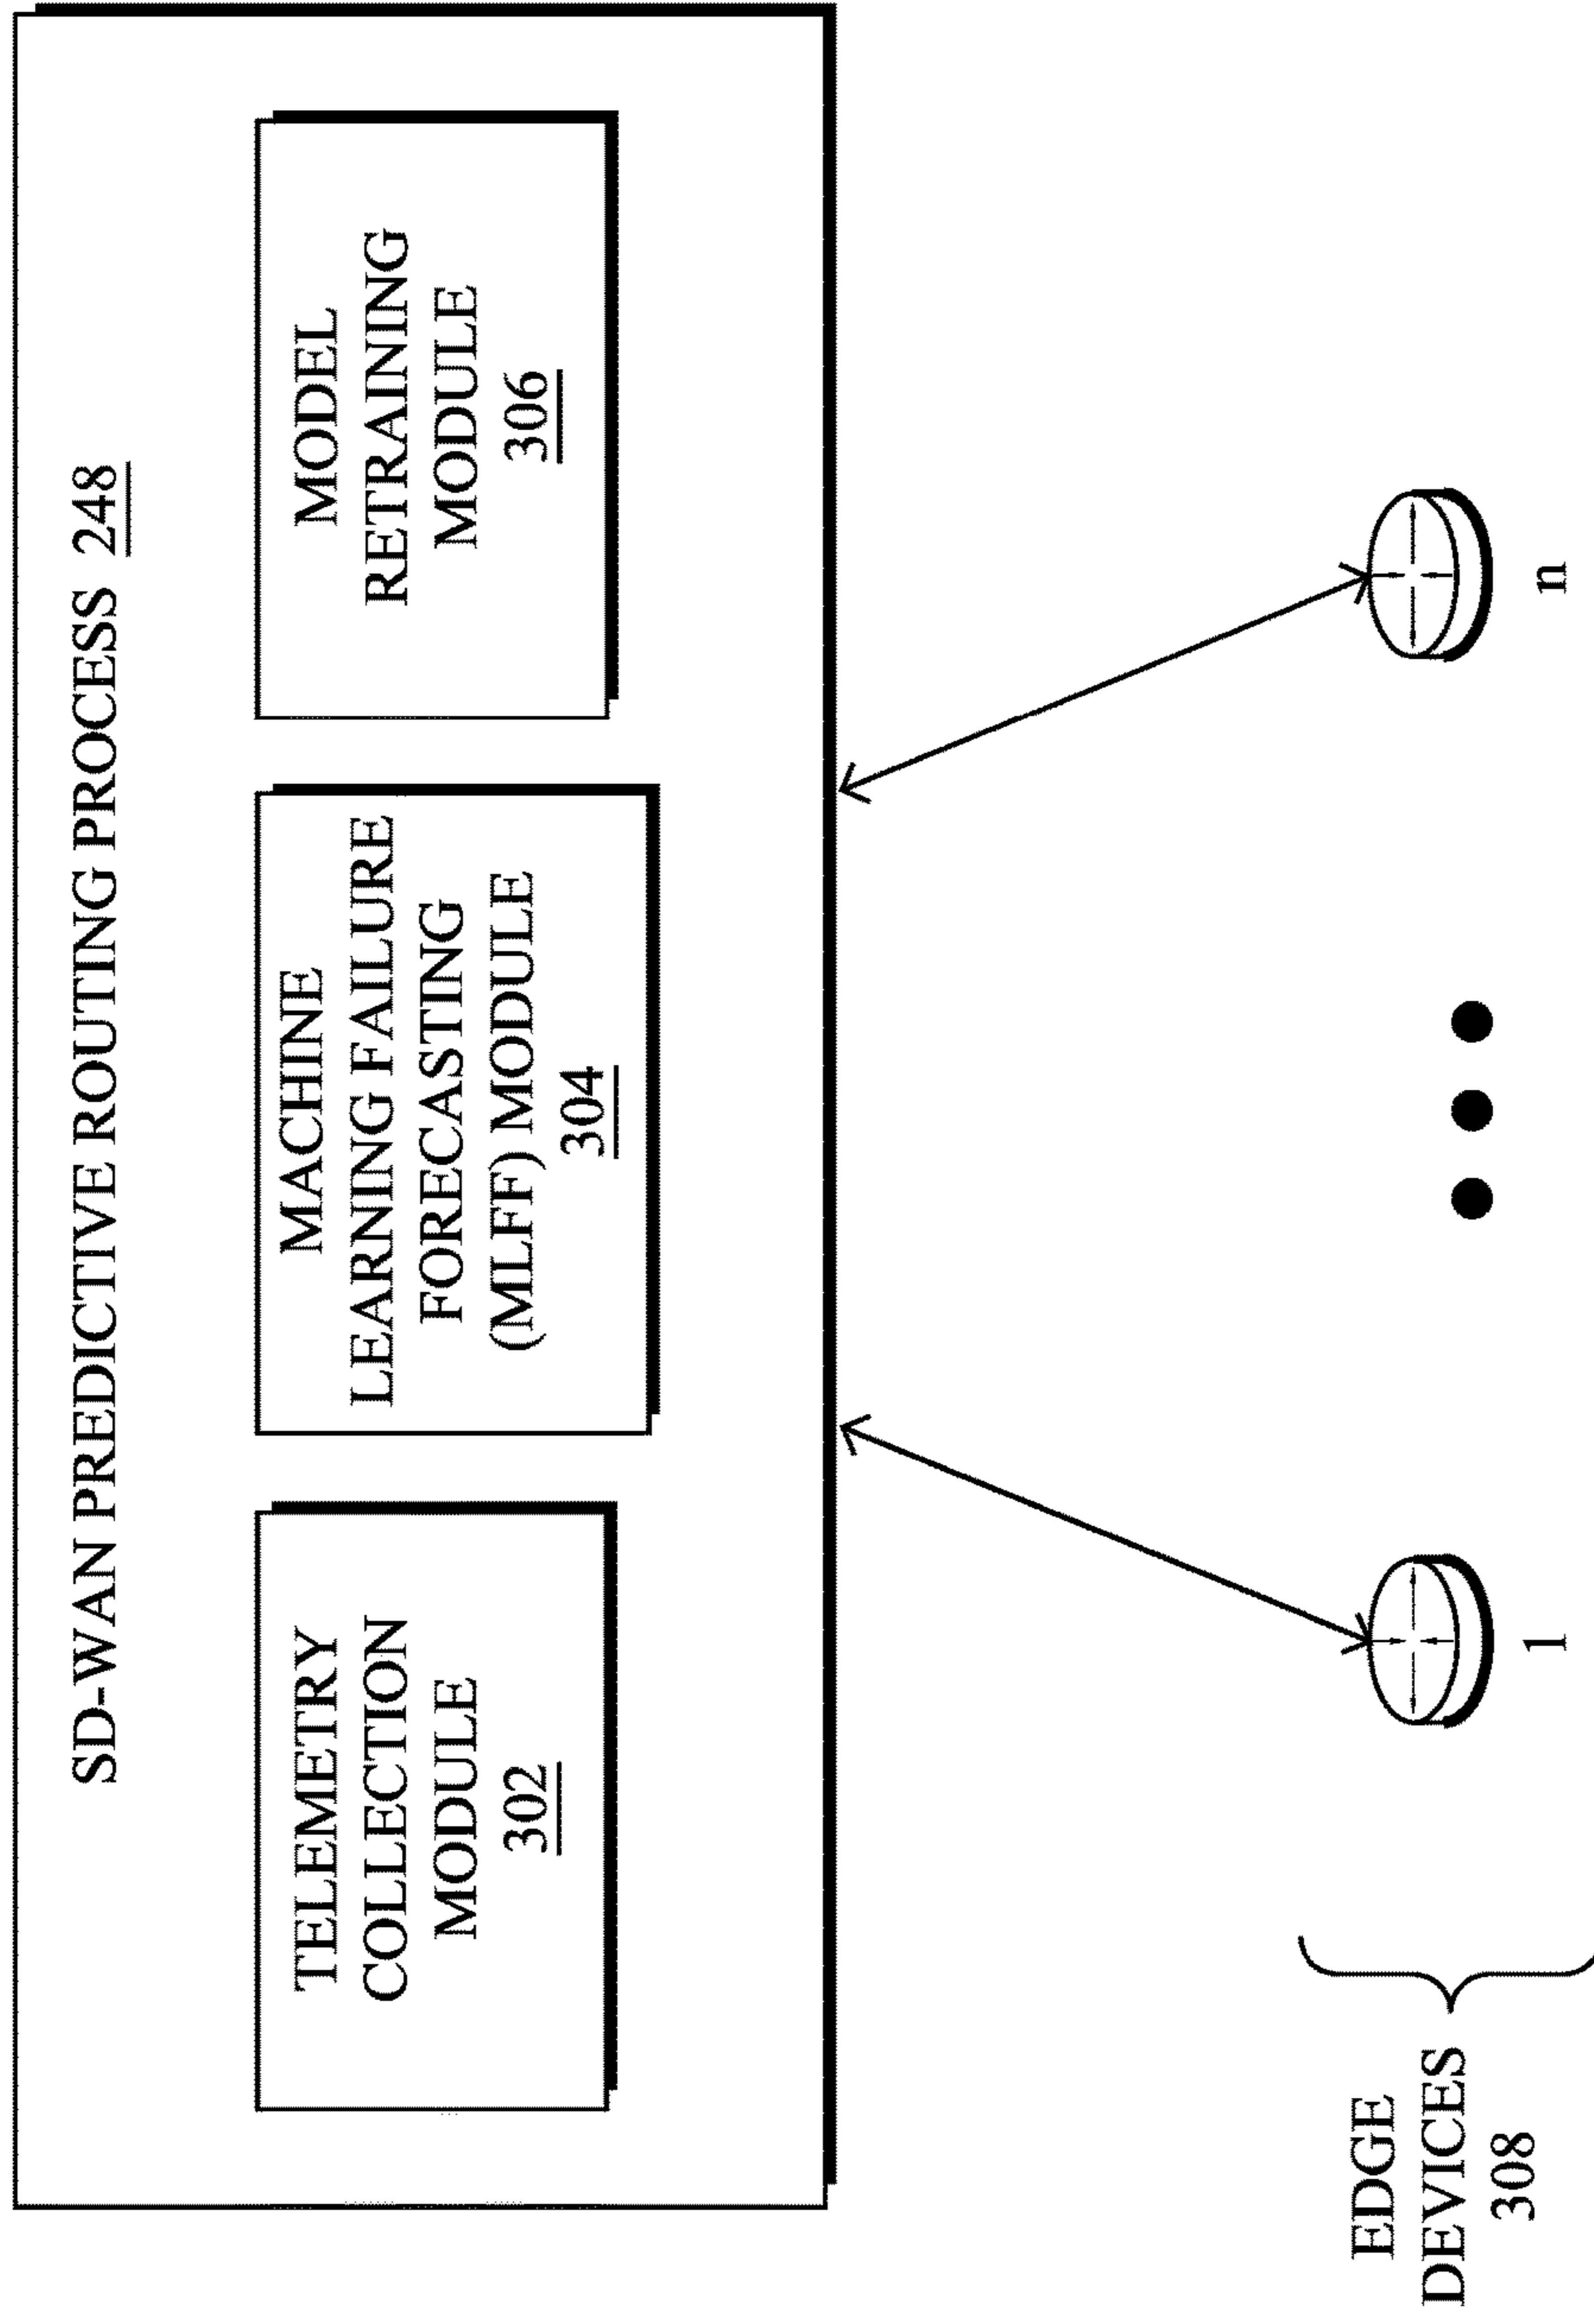 SD-WAN PREDICTIVE ROUTING PROCESS 248
TELEMETRY
COLLECTION
MODULE
302
MACHINE
LEARNING FAILURE
FORECASTING
(MLFF) MODULE
304
MODEL
RETRAINING
MODULE
306
EDGE
DEVICES
308
1
n